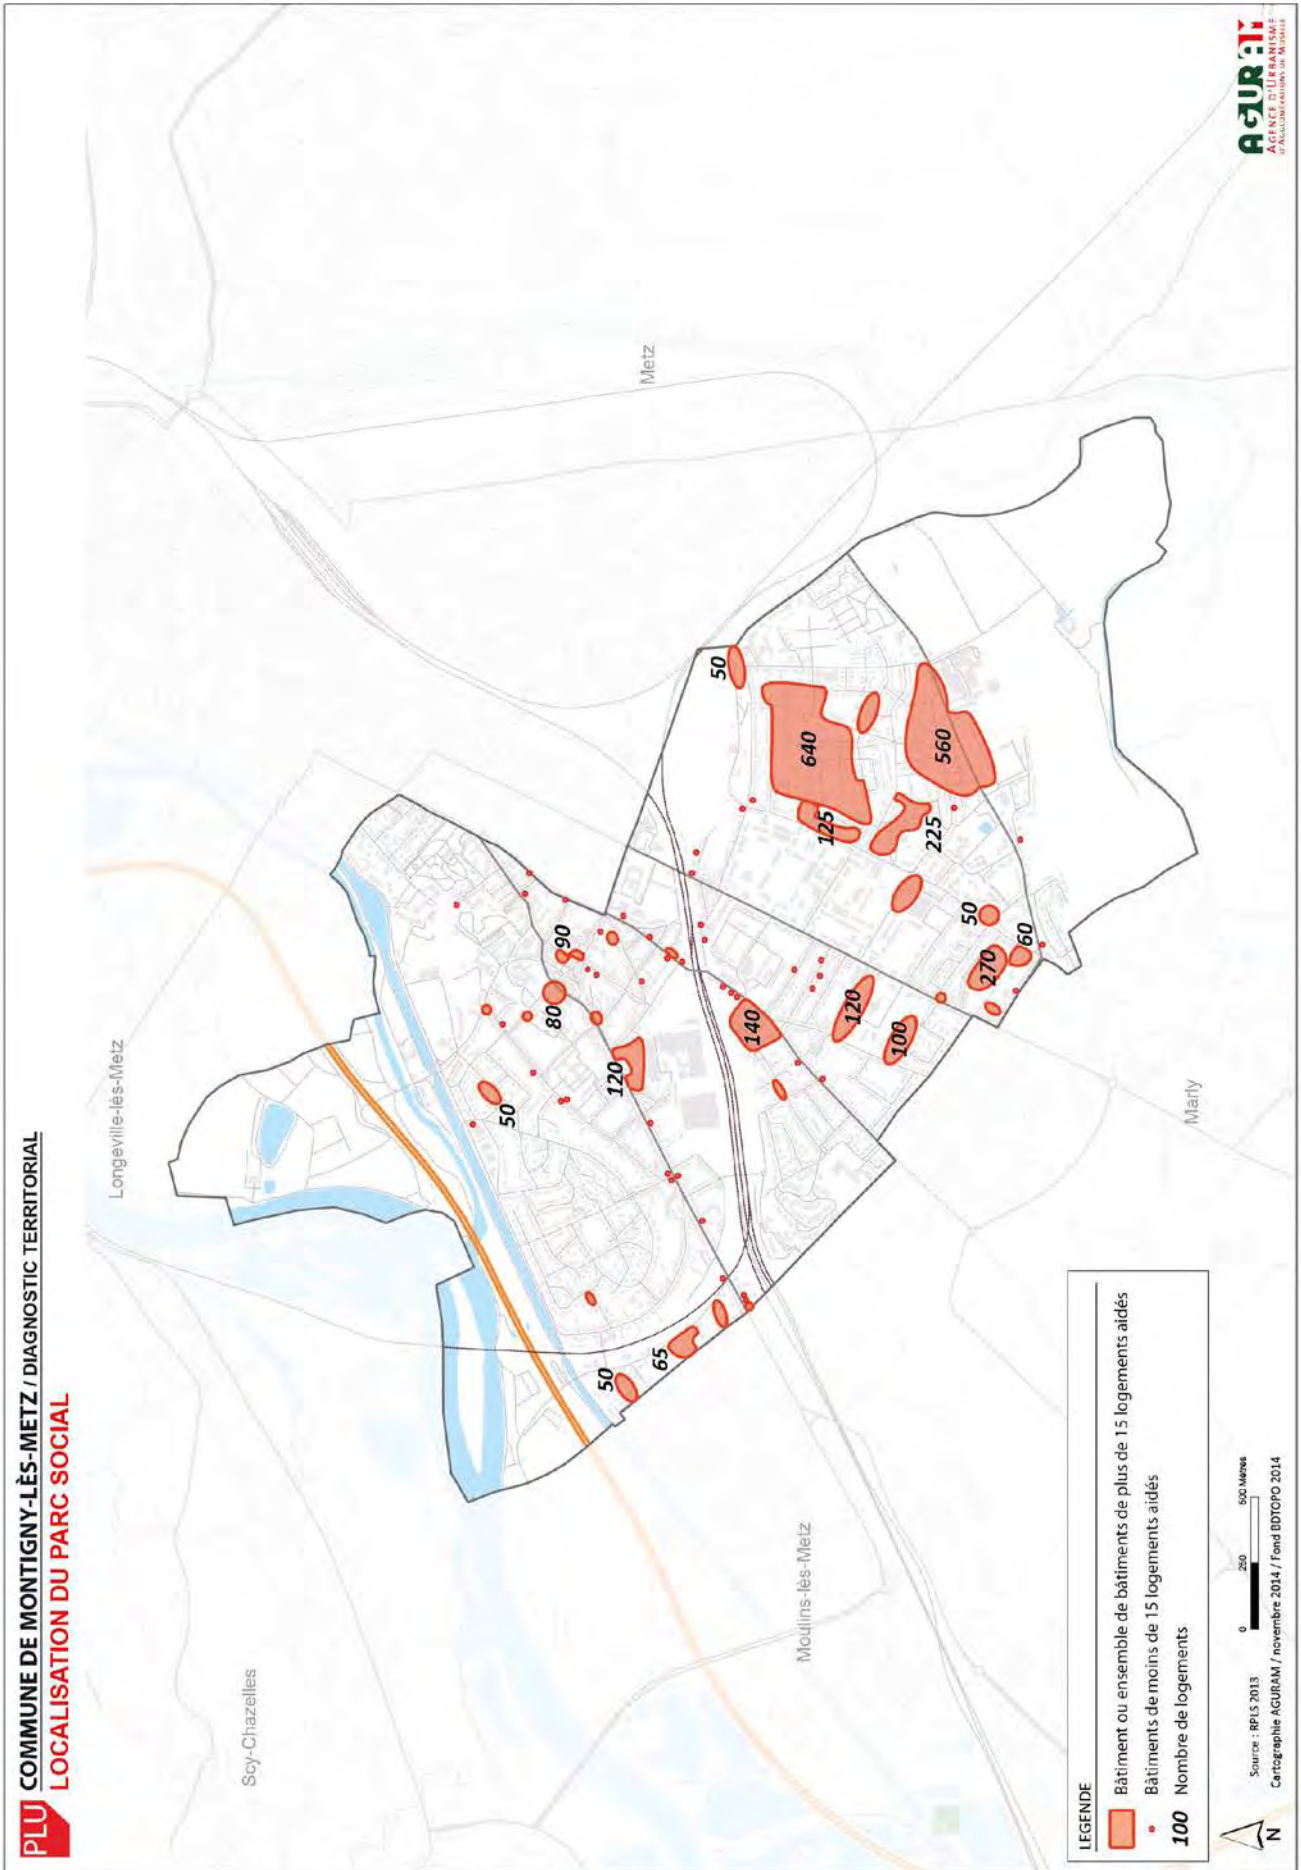 PLU
COMMUNE DE MONTIGNY-LÈS-METZ / DIAGNOSTIC TERRITORIAL
LOCALISATION DU PARC SOCIAL
AGURAM
AGENCE D'URBANISME
D'AGGLOMÉRATIONS DE MOSELLE
Longeville-lès-Metz
Scy-Chazelles
Metz
Moulins-lès-Metz
Marly
50
90
80
50
120
50
65
640
125
560
225
140
120
100
50
270
60
LEGENDE
Bâtiment ou ensemble de bâtiments de plus de 15 logements aidés
Bâtiments de moins de 15 logements aidés
100 Nombre de logements
N
0 250 500 Mètres
Source : RPLS 2013
Cartographie AGURAM / novembre 2014 / Fond BDTOPO 2014